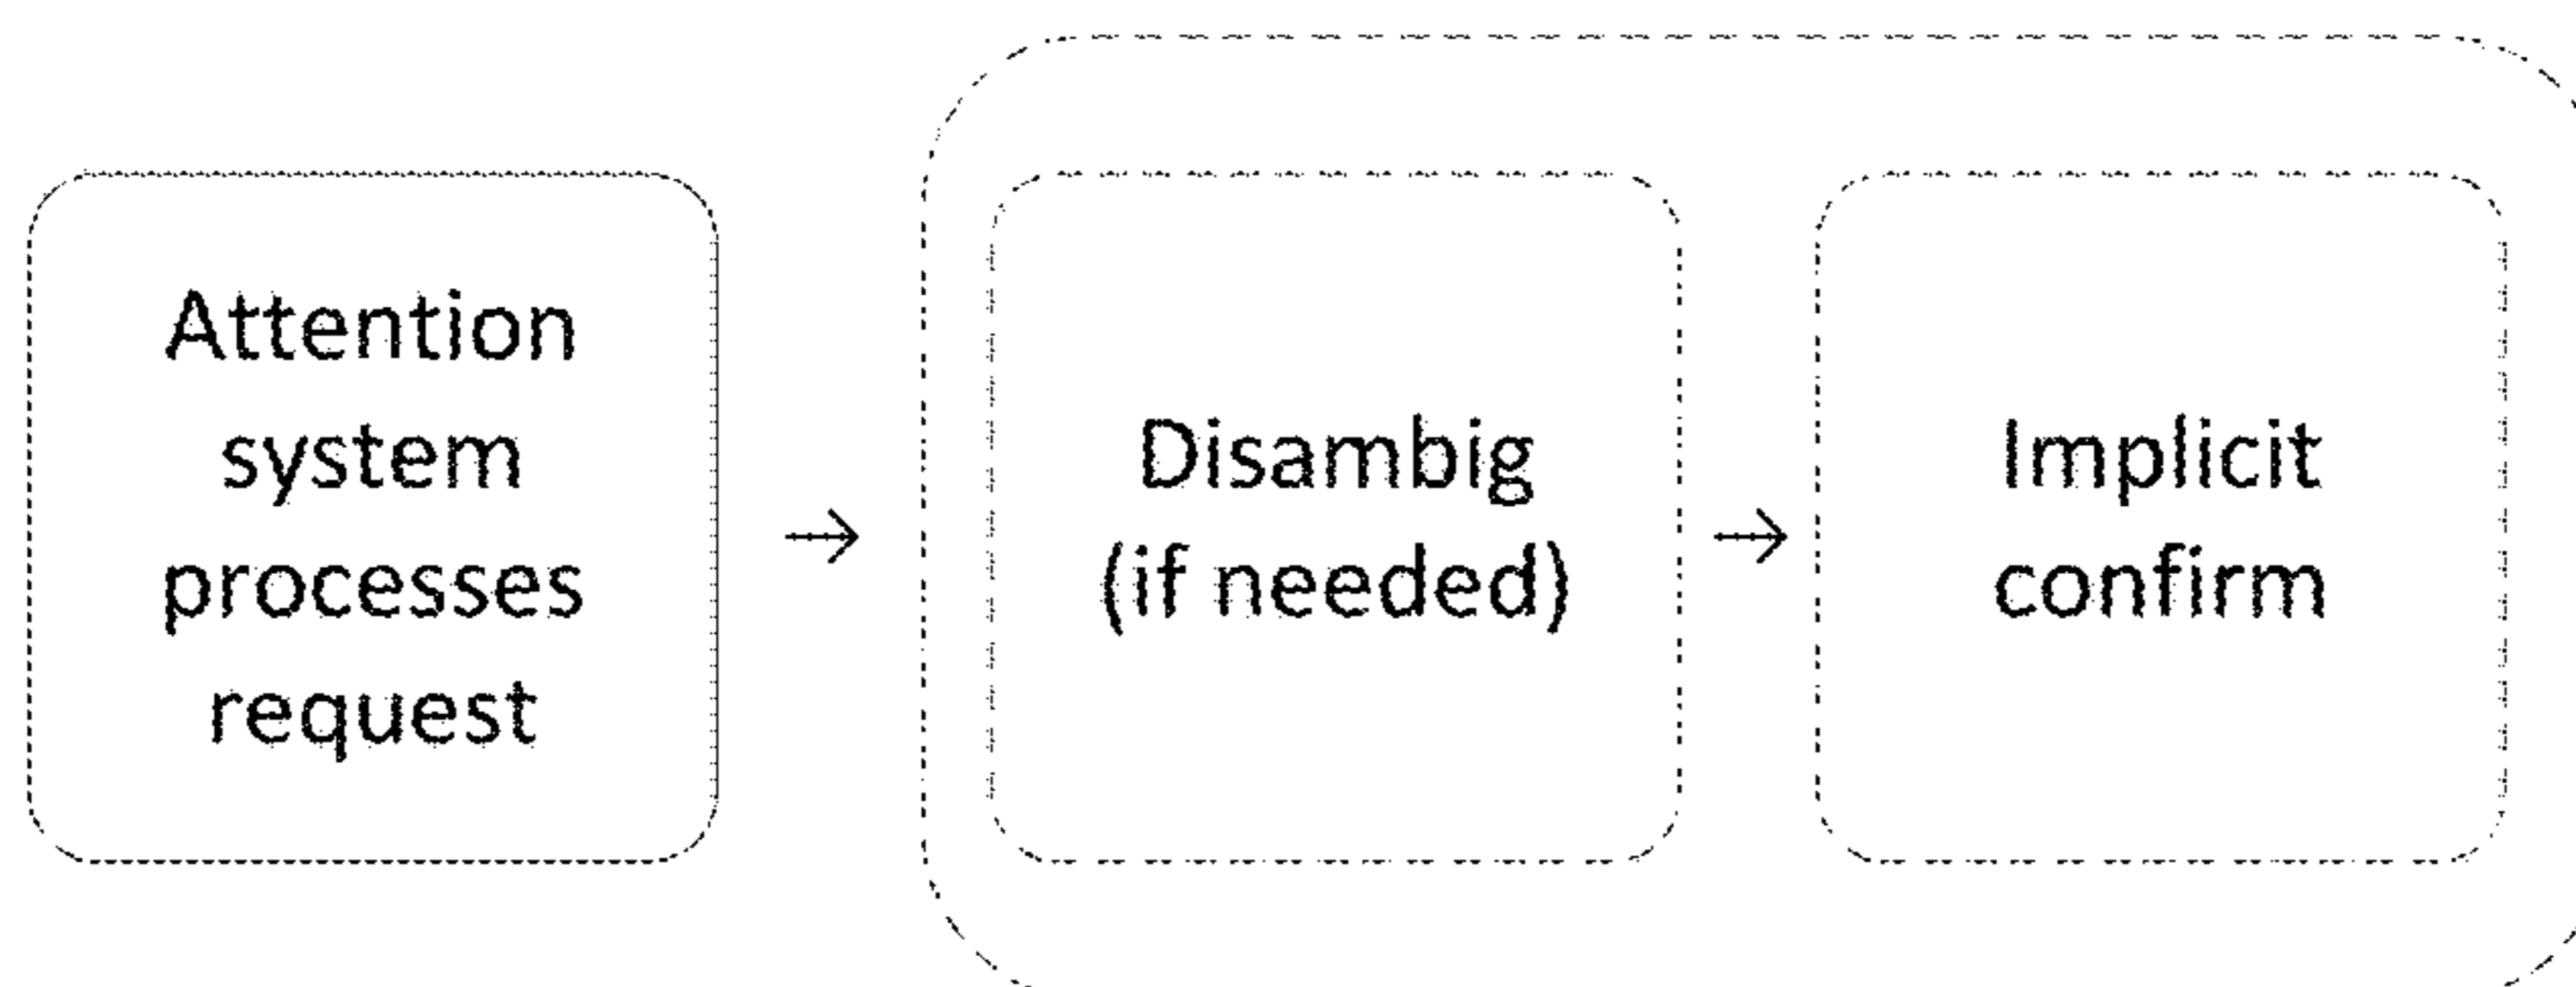 Attention
system
processes
request
→
Disambig
(if needed)
→
Implicit
confirm